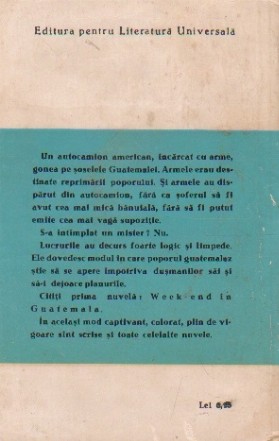 Editura pentru Literatură Universală
Un autocamion american, încărcat cu arme,
gonea pe șoselele Guatemalei. Armele erau des-
tinate reprimării poporului. Și armele au dis-
părut din autocamion, fără ca șoferul să fi
avut cea mai mică bănuială, fără să fi putut
emite cea mai vagă supoziție.
S-a întîmplat un mister? Nu.
Lucrurile au decurs foarte logic și limpede.
Ele dovedesc modul în care poporul guatemalez
știe să se apere împotriva dușmanilor săi și
să-i dejoace planurile.
Citiți prima nuvelă: Week-end in
Guatemala.
În același mod captivant, colorat, plin de vi-
goare sînt scrise și toate celelalte nuvele.
Lei